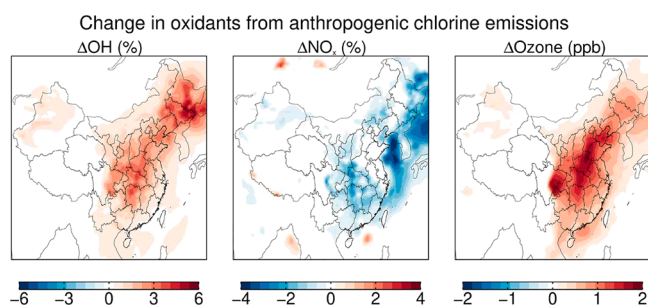 Change in oxidants from anthropogenic chlorine emissions
ΔOH (%) ΔNOₓ (%) ΔOzone (ppb)
−6 −3 0 3 6 −4 −2 0 2 4 −2 −1 0 1 2